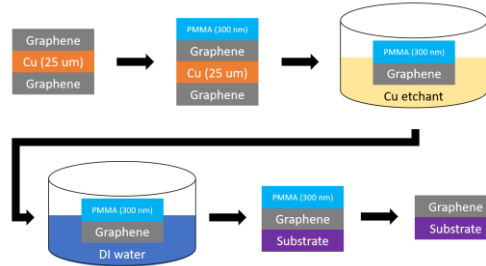 Graphene
Cu (25 um)
Graphene
PMMA (300 nm)
Graphene
Cu (25 um)
Graphene
PMMA (300 nm)
Graphene
Cu etchant
PMMA (300 nm)
Graphene
DI water
PMMA (300 nm)
Graphene
Substrate
Graphene
Substrate